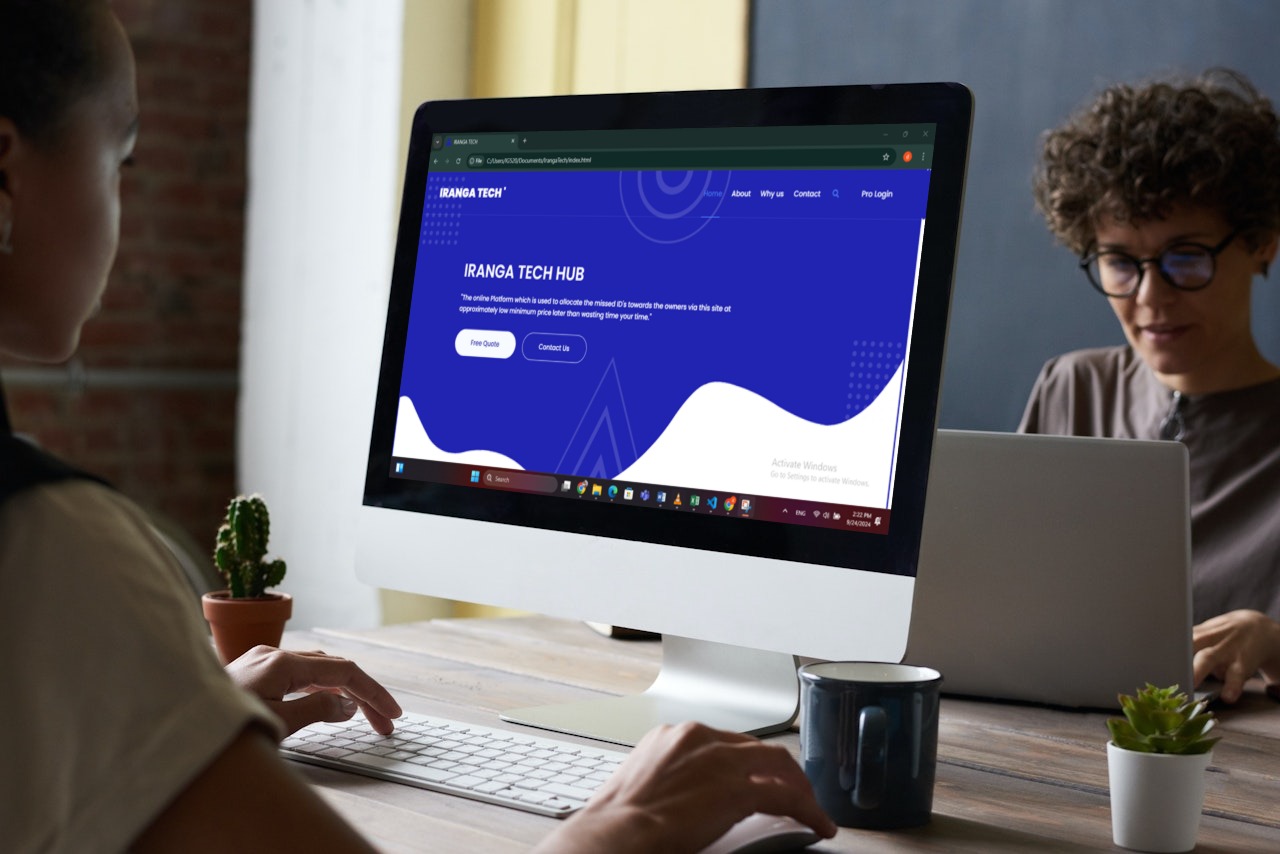 IRANGA TECH
File C:/Users/IG520/Documents/IrangaTech/index.html
IRANGA TECH
Home About Why us Contact Pro Login
IRANGA TECH HUB
"The online Platform which is used to allocate the missed ID's towards the owners via this site at
approximately low minimum price later than wasting time your time."
Free Quote Contact Us
Activate Windows
Go to Settings to activate Windows.
Search
ENG
2:22 PM
9/24/2024